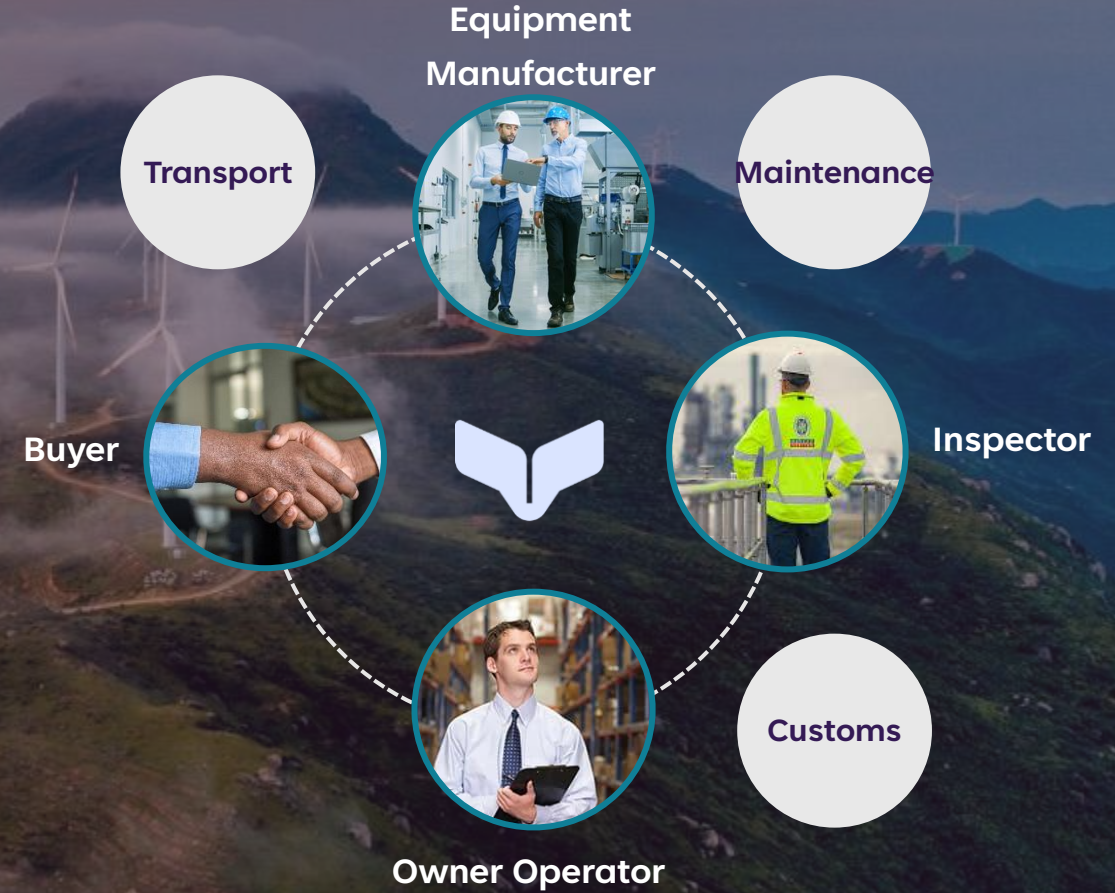 Equipment
Manufacturer
Transport
Maintenance
Buyer
Inspector
Customs
Owner Operator